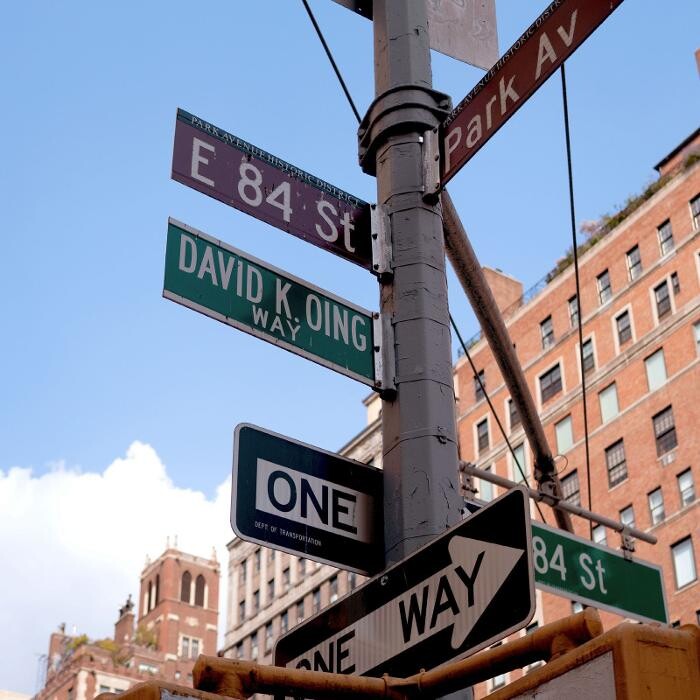 PARK AVENUE HISTORIC DISTRICT
Park Av
PARK AVENUE HISTORIC DISTRICT
E 84 St
DAVID K. OING
WAY
ONE
DEPT OF TRANSPORTATION
ONE WAY
84 St